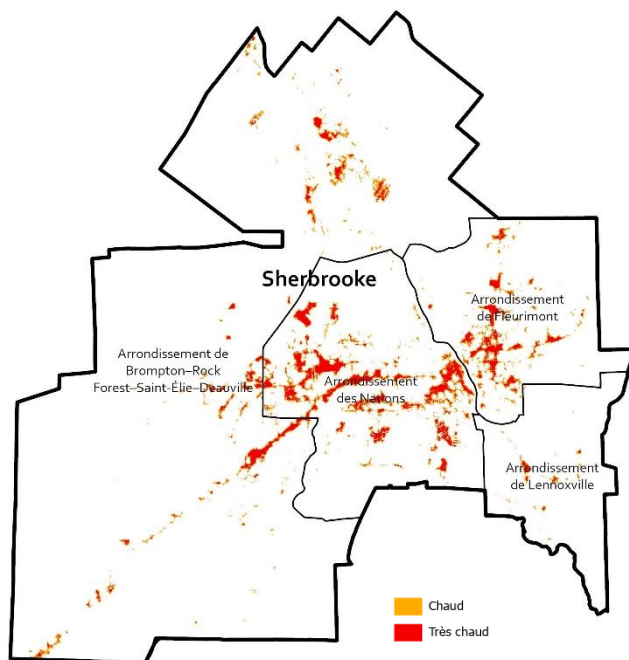 Sherbrooke
Arrondissement
de Fleurimont
Arrondissement de
Brompton–Rock
Forest–Saint-Élie–Deauville
Arrondissement
des Nations
Arrondissement
de Lennoxville
Chaud
Très chaud